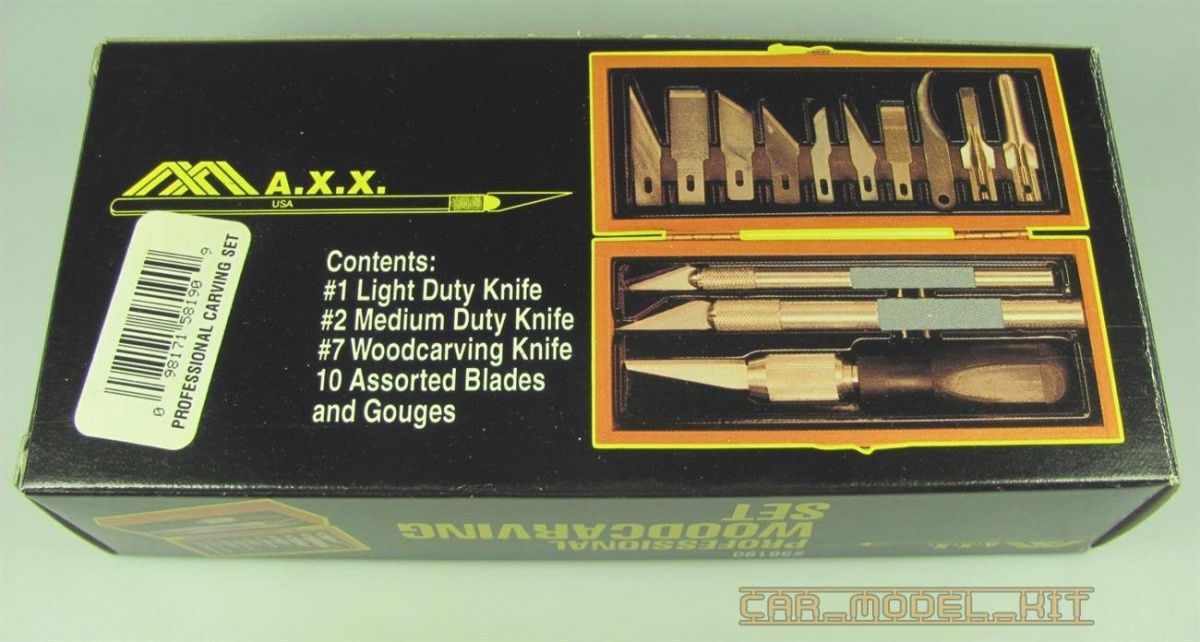 A.X.X.
USA
Contents:
#1 Light Duty Knife
#2 Medium Duty Knife
#7 Woodcarving Knife
10 Assorted Blades
and Gouges
0 98171 58190 9
PROFESSIONAL CARVING SET
#58190
PROFESSIONAL
WOODCARVING
SET
CAR_MODEL_KIT